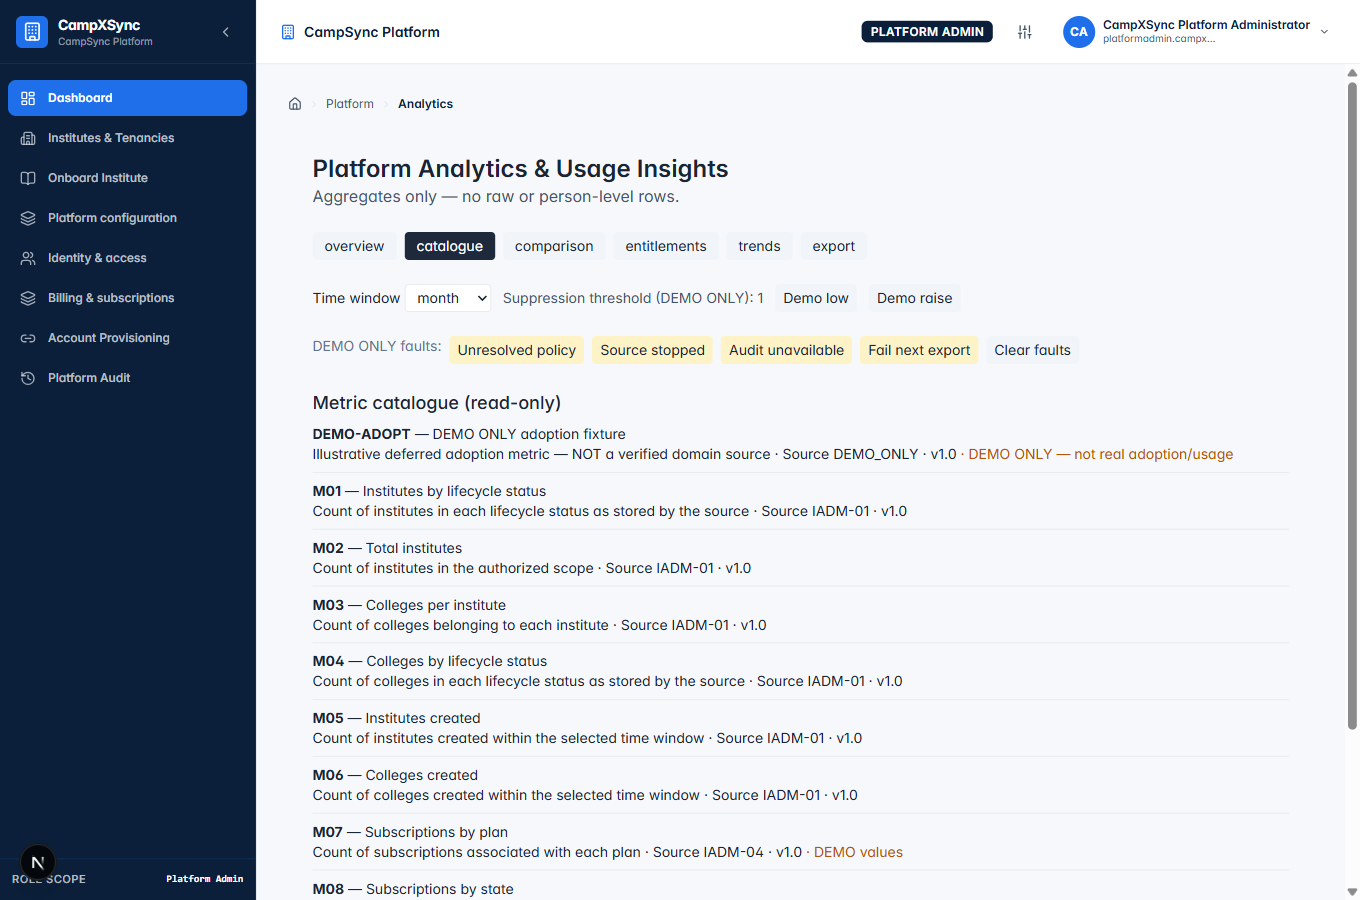 CampXSync
CampSync Platform
CampSync Platform
PLATFORM ADMIN
CA
CampXSync Platform Administrator
platformadmin.campx...
Dashboard
Institutes & Tenancies
Onboard Institute
Platform configuration
Identity & access
Billing & subscriptions
Account Provisioning
Platform Audit
N
ROLE SCOPE
Platform Admin
Platform
Analytics
Platform Analytics & Usage Insights
Aggregates only — no raw or person-level rows.
overview
catalogue
comparison
entitlements
trends
export
Time window month Suppression threshold (DEMO ONLY): 1 Demo low Demo raise
DEMO ONLY faults: Unresolved policy Source stopped Audit unavailable Fail next export Clear faults
Metric catalogue (read-only)
DEMO-ADOPT — DEMO ONLY adoption fixture
Illustrative deferred adoption metric — NOT a verified domain source · Source DEMO_ONLY · v1.0 · DEMO ONLY — not real adoption/usage
M01 — Institutes by lifecycle status
Count of institutes in each lifecycle status as stored by the source · Source IADM-01 · v1.0
M02 — Total institutes
Count of institutes in the authorized scope · Source IADM-01 · v1.0
M03 — Colleges per institute
Count of colleges belonging to each institute · Source IADM-01 · v1.0
M04 — Colleges by lifecycle status
Count of colleges in each lifecycle status as stored by the source · Source IADM-01 · v1.0
M05 — Institutes created
Count of institutes created within the selected time window · Source IADM-01 · v1.0
M06 — Colleges created
Count of colleges created within the selected time window · Source IADM-01 · v1.0
M07 — Subscriptions by plan
Count of subscriptions associated with each plan · Source IADM-04 · v1.0 · DEMO values
M08 — Subscriptions by state